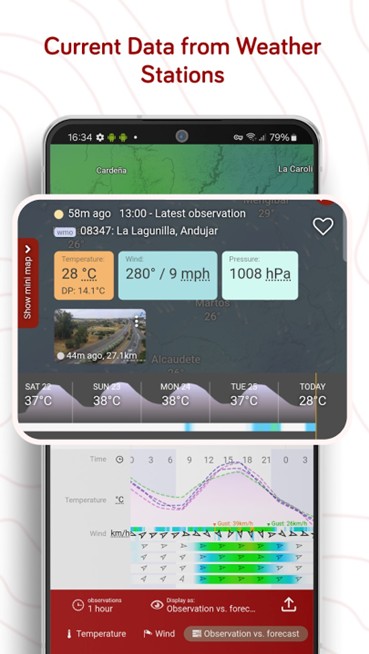 Current Data from Weather
Stations
16:34
79%
Cardeña
La Caroli
29°
58m ago 13:00 - Latest observation
wmo 08347: La Lagunilla, Andujar
26°
Show mini map
Temperature:
28 °C
DP: 14.1°C
Wind:
280° / 9 mph
Pressure:
1008 hPa
Martos
26°
44m ago, 27.1km
Alcaudete
26°
SAT 22
SUN 23
MON 24
TUE 25
TODAY
37°C
38°C
38°C
37°C
28°C
Time 0 3 6 9 12 15 18 21 0 3
Temperature °C
Gust: 39km/h
Gust: 26km/h
Wind km/h
observations
1 hour
Display as:
Observation vs. forec...
Temperature
Wind
Observation vs. forecast